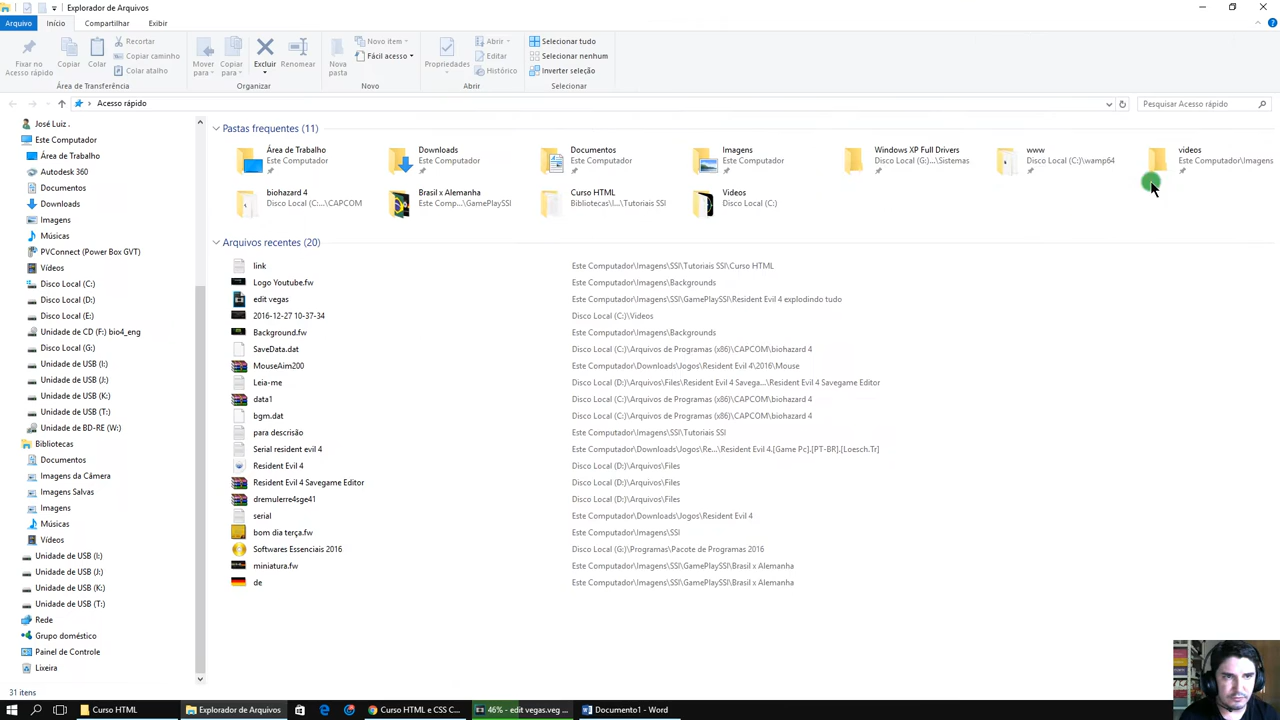 Explorador de Arquivos
Arquivo Início Compartilhar Exibir
Fixar no Acesso rápido
Copiar
Colar
Recortar
Copiar caminho
Colar atalho
Área de Transferência
Mover para
Copiar para
Excluir
Renomear
Organizar
Nova pasta
Novo item
Fácil acesso
Novo
Propriedades
Abrir
Editar
Histórico
Abrir
Selecionar tudo
Selecionar nenhum
Inverter seleção
Selecionar
Acesso rápido
Pesquisar Acesso rápido
José Luiz .
Este Computador
Área de Trabalho
Autodesk 360
Documentos
Downloads
Imagens
Músicas
PVConnect (Power Box GVT)
Vídeos
Disco Local (C:)
Disco Local (D:)
Disco Local (E:)
Unidade de CD (F:) bio4_eng
Disco Local (G:)
Unidade de USB (I:)
Unidade de USB (J:)
Unidade de USB (K:)
Unidade de USB (T:)
Unidade de BD-RE (W:)
Bibliotecas
Documentos
Imagens da Câmera
Imagens Salvas
Imagens
Músicas
Vídeos
Unidade de USB (I:)
Unidade de USB (J:)
Unidade de USB (K:)
Unidade de USB (T:)
Rede
Grupo doméstico
Painel de Controle
Lixeira
Pastas frequentes (11)
Área de Trabalho
Este Computador
Downloads
Este Computador
Documentos
Este Computador
Imagens
Este Computador
Windows XP Full Drivers
Disco Local (G:)...\Sistemas
www
Disco Local (C:)\wamp64
videos
Este Computador\Imagens
biohazard 4
Disco Local (C:...\CAPCOM
Brasil x Alemanha
Este Comp...\GamePlaySSI
Curso HTML
Bibliotecas\I...\Tutoriais SSI
Videos
Disco Local (C:)
Arquivos recentes (20)
link Este Computador\Imagens\SSI\Tutoriais SSI\Curso HTML
Logo Youtube.fw Este Computador\Imagens\Backgrounds
edit vegas Este Computador\Imagens\SSI\GamePlaySSI\Resident Evil 4 explodindo tudo
2016-12-27 10-37-34 Disco Local (C:)\Videos
Background.fw Este Computador\Imagens\Backgrounds
SaveData.dat Disco Local (C:)\Arquivos de Programas (x86)\CAPCOM\biohazard 4
MouseAim200 Este Computador\Downloads\Jogos\Resident Evil 4\2016\Mouse
Leia-me Disco Local (D:)\Arquivos\Files\Resident Evil 4 Savega...\Resident Evil 4 Savegame Editor
data1 Disco Local (C:)\Arquivos de Programas (x86)\CAPCOM\biohazard 4
bgm.dat Disco Local (C:)\Arquivos de Programas (x86)\CAPCOM\biohazard 4
para descrisão Este Computador\Imagens\SSI\Tutoriais SSI
Serial resident evil 4 Este Computador\Downloads\Jogos\Re...\Resident Evil 4.[Game Pc].[PT-BR].[Loesch.Tr]
Resident Evil 4 Disco Local (D:)\Arquivos\Files
Resident Evil 4 Savegame Editor Disco Local (D:)\Arquivos\Files
dremulerre4sge41 Disco Local (D:)\Arquivos\Files
serial Este Computador\Downloads\Jogos\Resident Evil 4
bom dia terça.fw Este Computador\Imagens\SSI
Softwares Essenciais 2016 Disco Local (G:)\Programas\Pacote de Programas 2016
miniatura.fw Este Computador\Imagens\SSI\GamePlaySSI\Brasil x Alemanha
de Este Computador\Imagens\SSI\GamePlaySSI\Brasil x Alemanha
31 itens
Curso HTML
Explorador de Arquivos
Curso HTML e CSS C...
46% - edit vegas.veg ...
Documento1 - Word